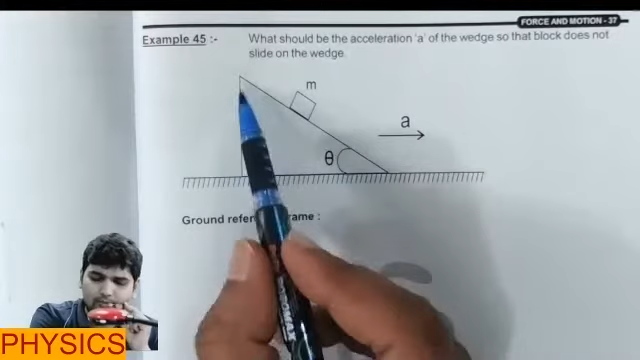 FORCE AND MOTION - 37
Example 45 :- What should be the acceleration 'a' of the wedge so that block does not
slide on the wedge.
m
a
θ
Ground rame :
PHYSICS